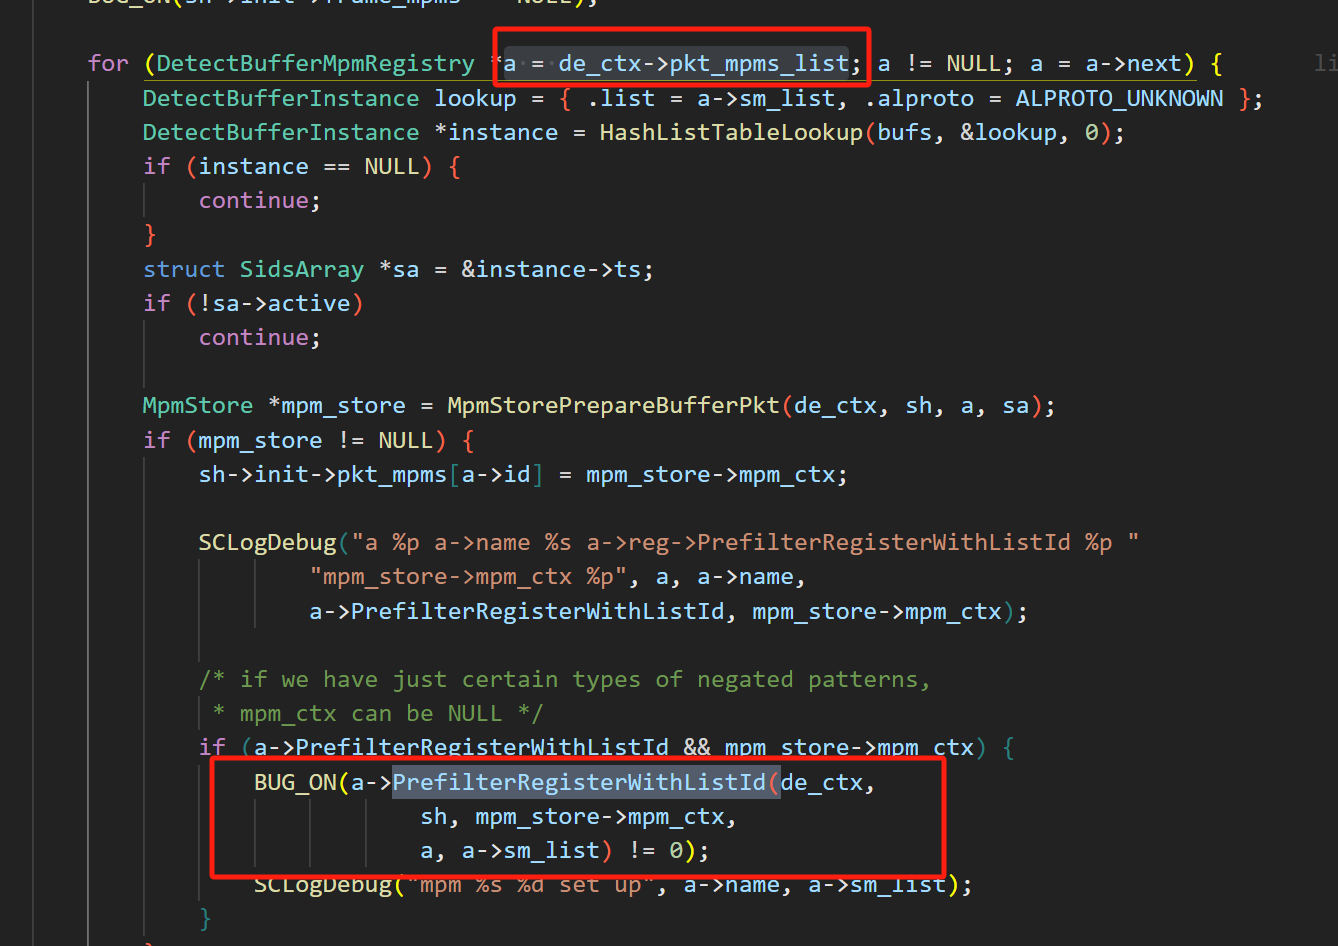 for (DetectBufferMpmRegistry *a = de_ctx->pkt_mpms_list; a != NULL; a = a->next) { li
DetectBufferInstance lookup = { .list = a->sm_list, .alproto = ALPROTO_UNKNOWN };
DetectBufferInstance *instance = HashListTableLookup(bufs, &lookup, 0);
if (instance == NULL) {
continue;
}
struct SidsArray *sa = &instance->ts;
if (!sa->active)
continue;
MpmStore *mpm_store = MpmStorePrepareBufferPkt(de_ctx, sh, a, sa);
if (mpm_store != NULL) {
sh->init->pkt_mpms[a->id] = mpm_store->mpm_ctx;
SCLogDebug("a %p a->name %s a->reg->PrefilterRegisterWithListId %p "
"mpm_store->mpm_ctx %p", a, a->name,
a->PrefilterRegisterWithListId, mpm_store->mpm_ctx);
/* if we have just certain types of negated patterns,
* mpm_ctx can be NULL */
if (a->PrefilterRegisterWithListId && mpm_store->mpm_ctx) {
BUG_ON(a->PrefilterRegisterWithListId(de_ctx,
sh, mpm_store->mpm_ctx,
a, a->sm_list) != 0);
SCLogDebug("mpm %s %d set up", a->name, a->sm_list);
}